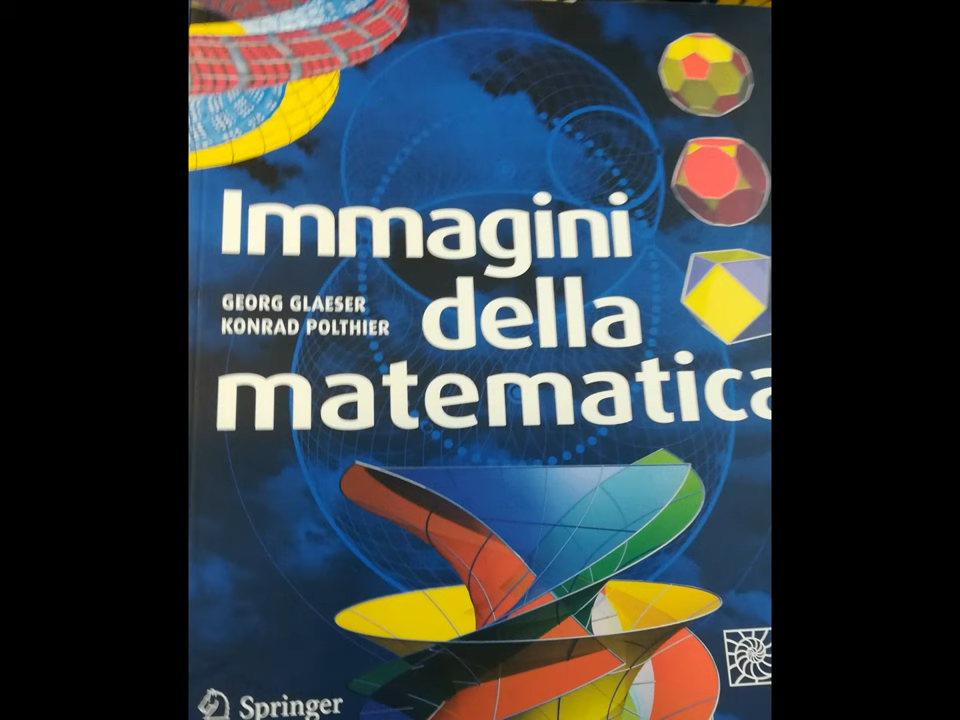 Immagini
GEORG GLAESER
KONRAD POLTHIER
della
matematica
Springer